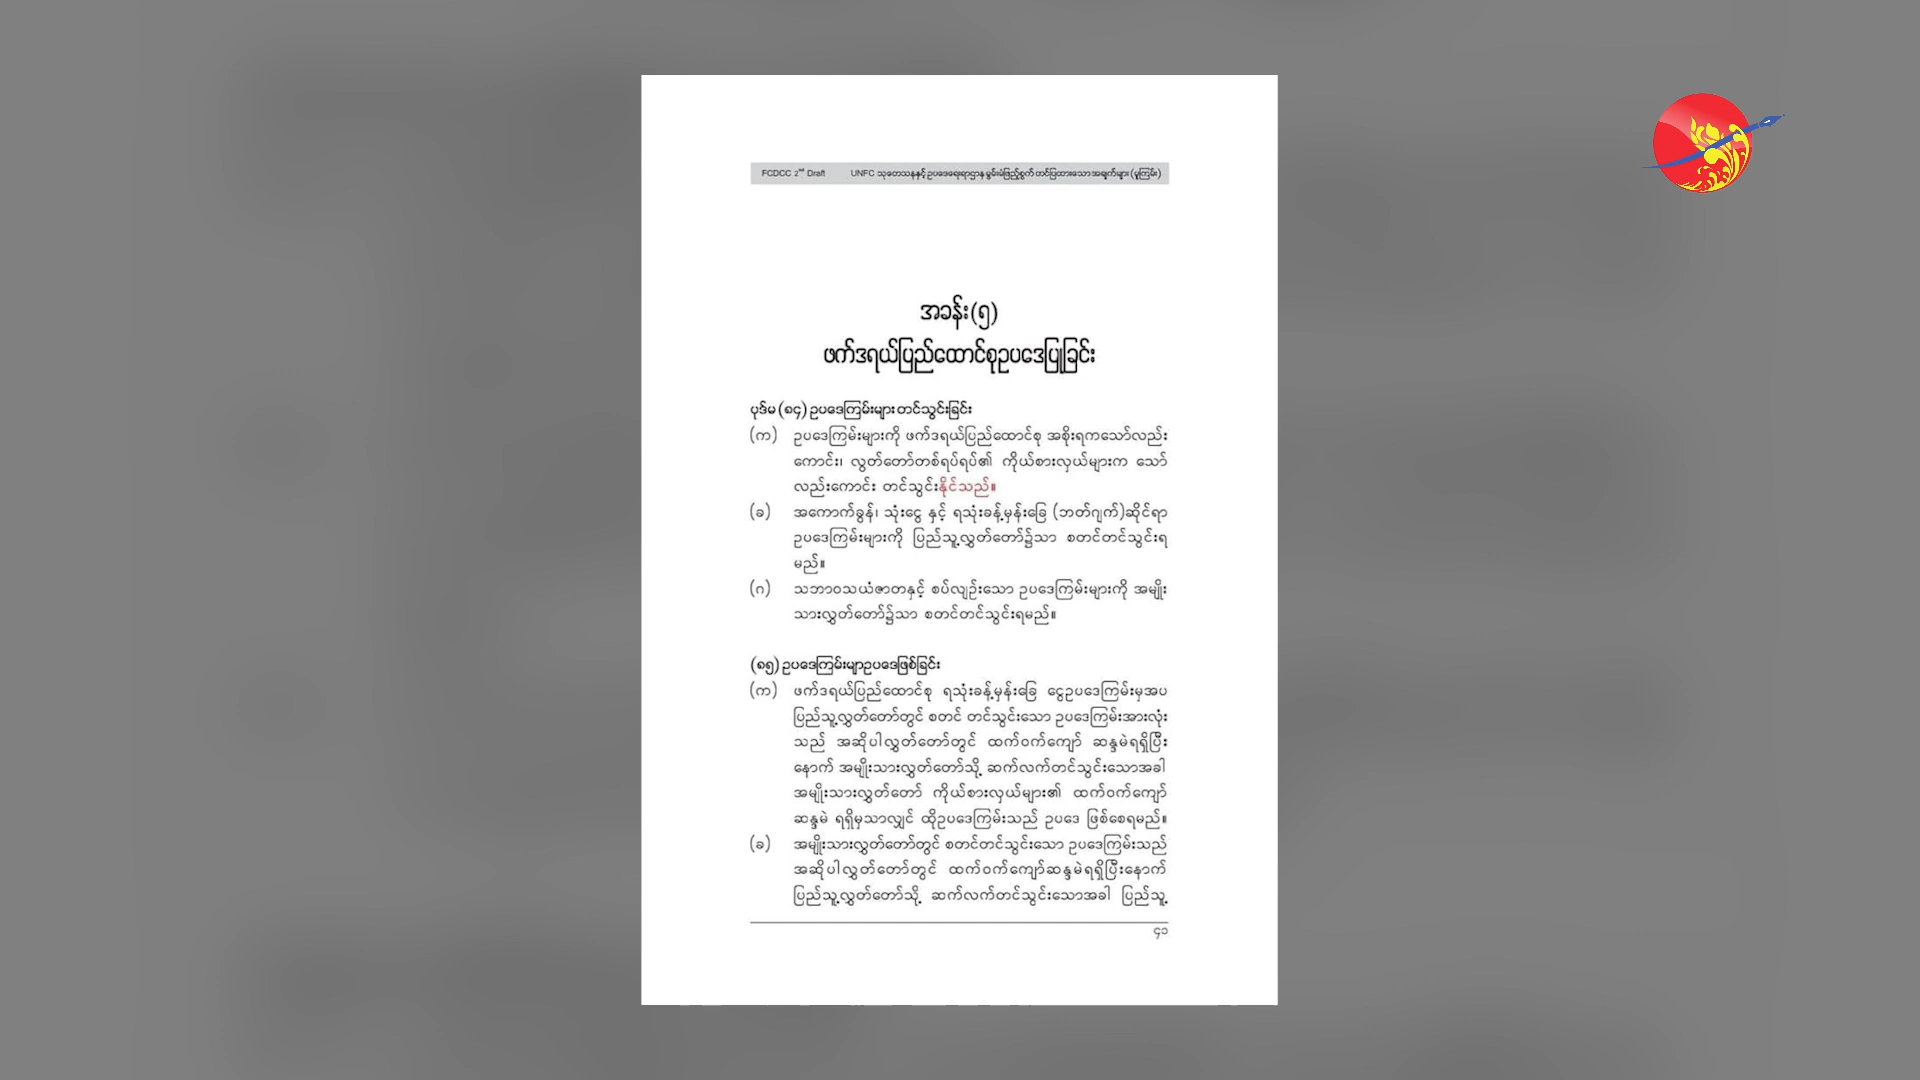 FCDCC 2nd Draft UNFC သုတေသနနှင့်ဥပဒေရေးရာဌာန မွမ်းမံဖြည့်စွက် တင်ပြထားသော အချက်များ (မူကြမ်း)
အခန်း (၅)
ဖက်ဒရယ်ပြည်ထောင်စုဥပဒေပြုခြင်း
ပုဒ်မ (၈၄) ဥပဒေကြမ်းများ တင်သွင်းခြင်း
(က) ဥပဒေကြမ်းများကို ဖက်ဒရယ်ပြည်ထောင်စု အစိုးရကသော်လည်း
ကောင်း၊ လွှတ်တော်တစ်ရပ်ရပ်၏ ကိုယ်စားလှယ်များက သော်
လည်းကောင်း တင်သွင်းနိုင်သည်။
(ခ) အကောက်ခွန်၊ သုံးငွေ နှင့် ရသုံးခန့်မှန်းခြေ (ဘတ်ဂျက်)ဆိုင်ရာ
ဥပဒေကြမ်းများကို ပြည်သူ့လွှတ်တော်၌သာ စတင်တင်သွင်းရ
မည်။
(ဂ) သဘာဝသယံဇာတနှင့် စပ်လျဉ်းသော ဥပဒေကြမ်းများကို အမျိုး
သားလွှတ်တော်၌သာ စတင်တင်သွင်းရမည်။
(၈၅) ဥပဒေကြမ်းမျာဥပဒေဖြစ်ခြင်း
(က) ဖက်ဒရယ်ပြည်ထောင်စု ရသုံးခန့်မှန်းခြေ ငွေဥပဒေကြမ်းမှအပ
ပြည်သူ့လွှတ်တော်တွင် စတင် တင်သွင်းသော ဥပဒေကြမ်းအားလုံး
သည် အဆိုပါလွှတ်တော်တွင် ထက်ဝက်ကျော် ဆန္ဒမဲရရှိပြီး
နောက် အမျိုးသားလွှတ်တော်သို့ ဆက်လက်တင်သွင်းသောအခါ
အမျိုးသားလွှတ်တော် ကိုယ်စားလှယ်များ၏ ထက်ဝက်ကျော်
ဆန္ဒမဲ ရရှိမှသာလျှင် ထိုဥပဒေကြမ်းသည် ဥပဒေ ဖြစ်စေရမည်။
(ခ) အမျိုးသားလွှတ်တော်တွင် စတင်တင်သွင်းသော ဥပဒေကြမ်းသည်
အဆိုပါလွှတ်တော်တွင် ထက်ဝက်ကျော်ဆန္ဒမဲရရှိပြီးနောက်
ပြည်သူ့လွှတ်တော်သို့ ဆက်လက်တင်သွင်းသောအခါ ပြည်သူ့
၄၁